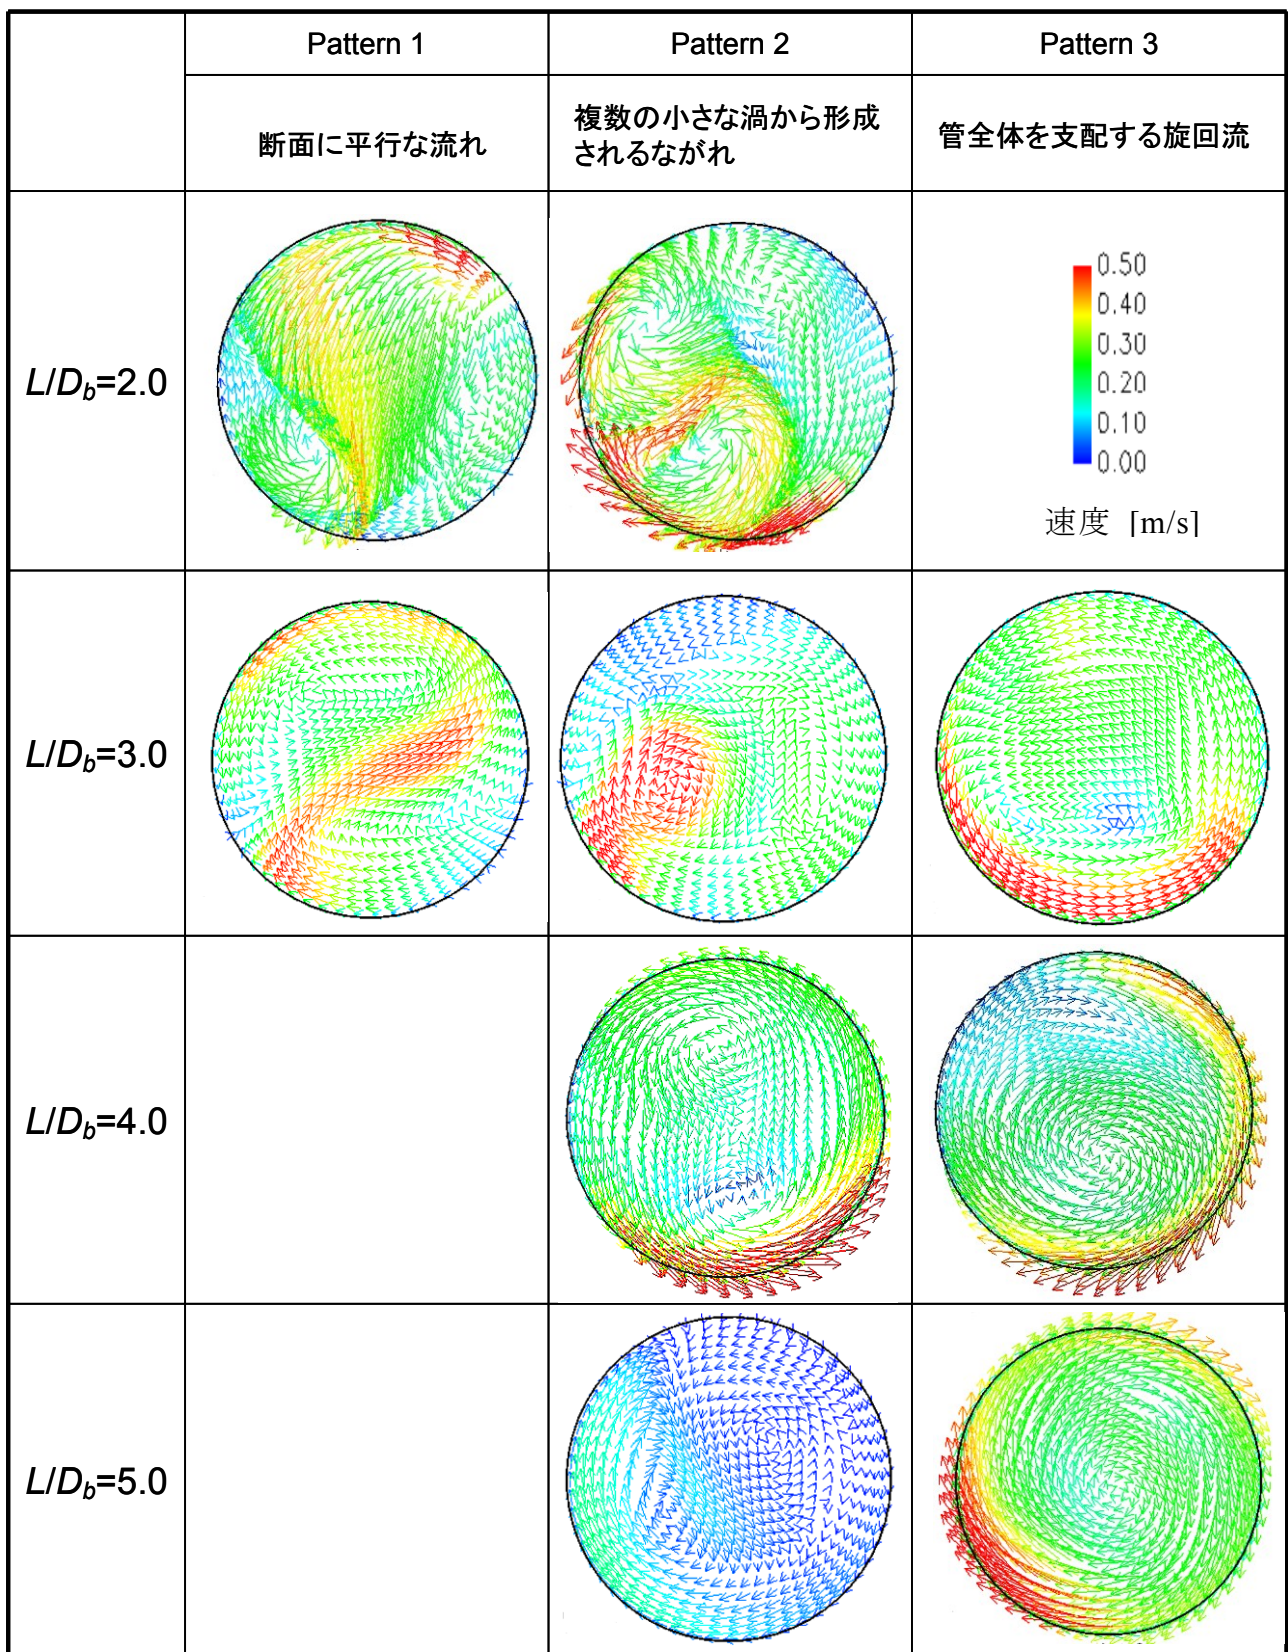 Pattern 1
Pattern 2
Pattern 3
断面に平行な流れ
複数の小さな渦から形成
されるながれ
管全体を支配する旋回流
L/Db=2.0
0.50
0.40
0.30
0.20
0.10
0.00
速度 [m/s]
L/Db=3.0
L/Db=4.0
L/Db=5.0